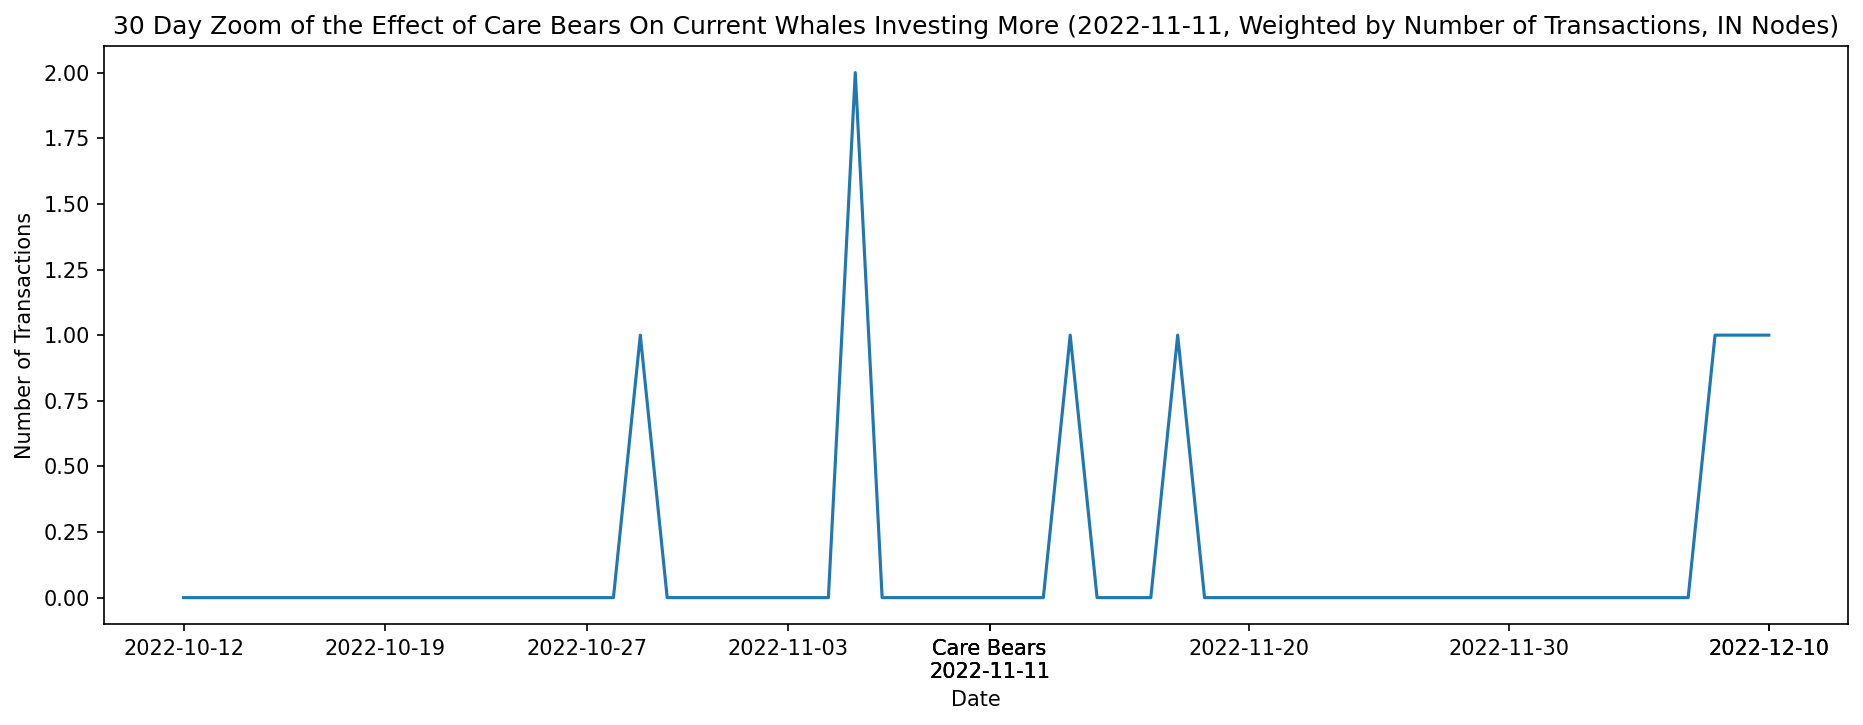 30 Day Zoom of the Effect of Care Bears On Current Whales Investing More (2022-11-11, Weighted by Number of Transactions, IN Nodes)
2.00
1.75
1.50
1.25
1.00
0.75
0.50
0.25
0.00
Number of Transactions
2022-10-12 2022-10-19 2022-10-27 2022-11-03 Care Bears 2022-11-20 2022-11-30 2022-12-10
2022-11-11
Date